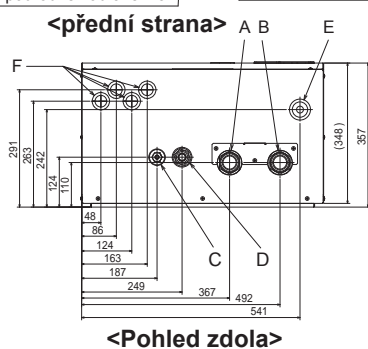 <přední strana>
A
B
E
F
291
263
242
124
110
(348)
357
48
86
124
163
187
249
367
492
541
C
D
<Pohled zdola>